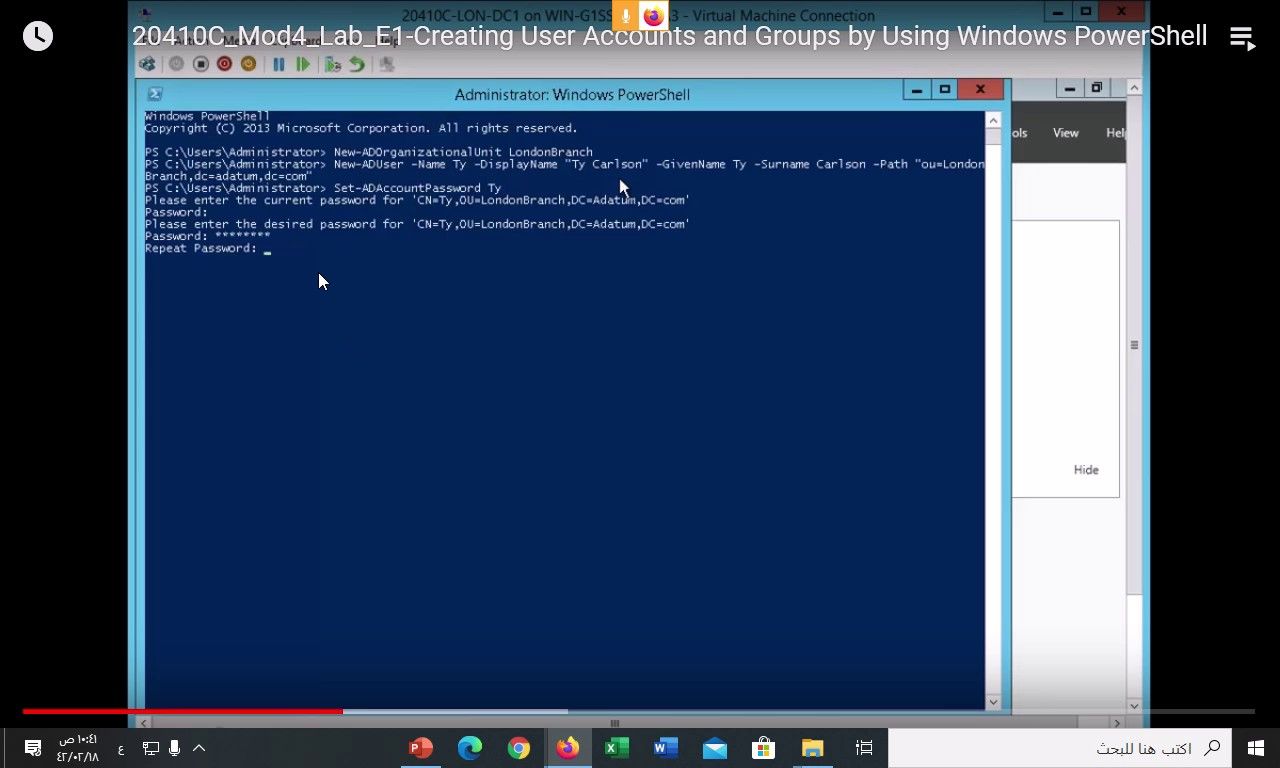 20410C-LON-DC1 on WIN-G1SS
3 - Virtual Machine Connection
20410C_Mod4_Lab_E1-Creating User Accounts and Groups by Using Windows PowerShell
Administrator: Windows PowerShell
Windows PowerShell
Copyright (C) 2013 Microsoft Corporation. All rights reserved.
PS C:\Users\Administrator> New-ADOrganizationalUnit LondonBranch
PS C:\Users\Administrator> New-ADUser -Name Ty -DisplayName "Ty Carlson" -GivenName Ty -Surname Carlson -Path "ou=London
Branch,dc=adatum,dc=com"
PS C:\Users\Administrator> Set-ADAccountPassword Ty
Please enter the current password for 'CN=Ty,OU=LondonBranch,DC=Adatum,DC=com'
Password:
Please enter the desired password for 'CN=Ty,OU=LondonBranch,DC=Adatum,DC=com'
Password: ********
Repeat Password: _
ols View Hel
Hide
١٠:٤١ ص
٤٢/٠٢/١٨
ع
اكتب هنا للبحث